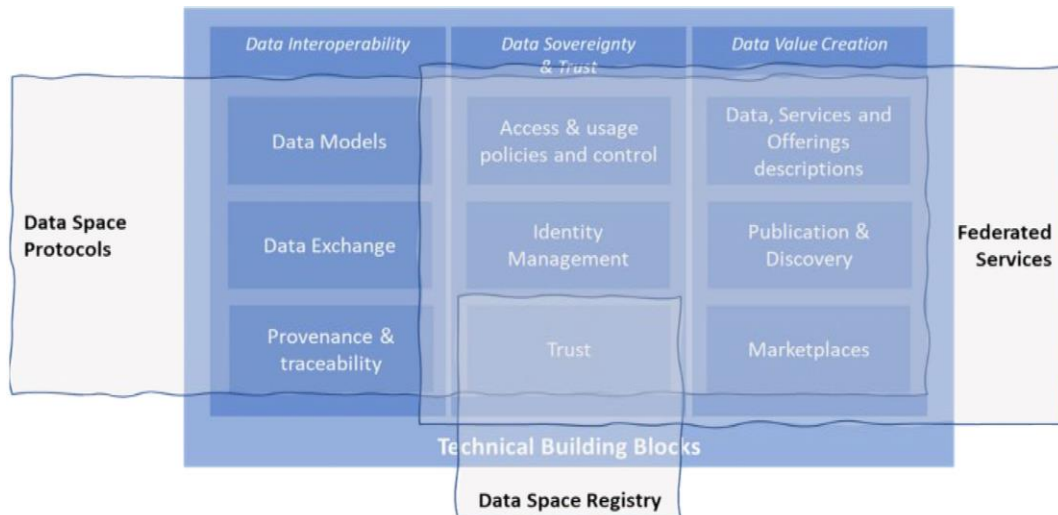 Data Interoperability
Data Sovereignty
& Trust
Data Value Creation
Data Models
Access & usage
policies and control
Data, Services and
Offerings
descriptions
Data Space
Protocols
Data Exchange
Identity
Management
Publication &
Discovery
Federated
Services
Provenance &
traceability
Trust
Marketplaces
Technical Building Blocks
Data Space Registry